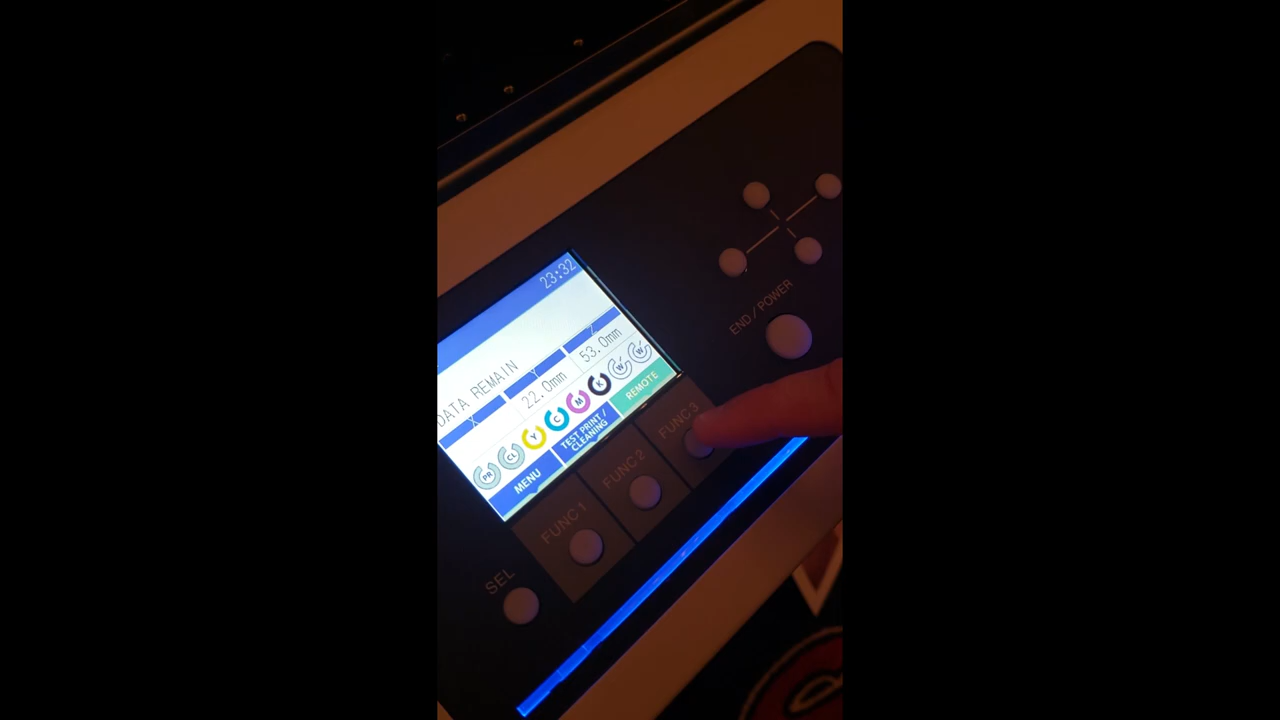 23:32
DATA REMAIN
X Y Z
22.0mm 53.0mm
PR CL Y C M K W W
MENU TEST PRINT / CLEANING REMOTE
FUNC 1 FUNC 2 FUNC 3
SEL
END / POWER